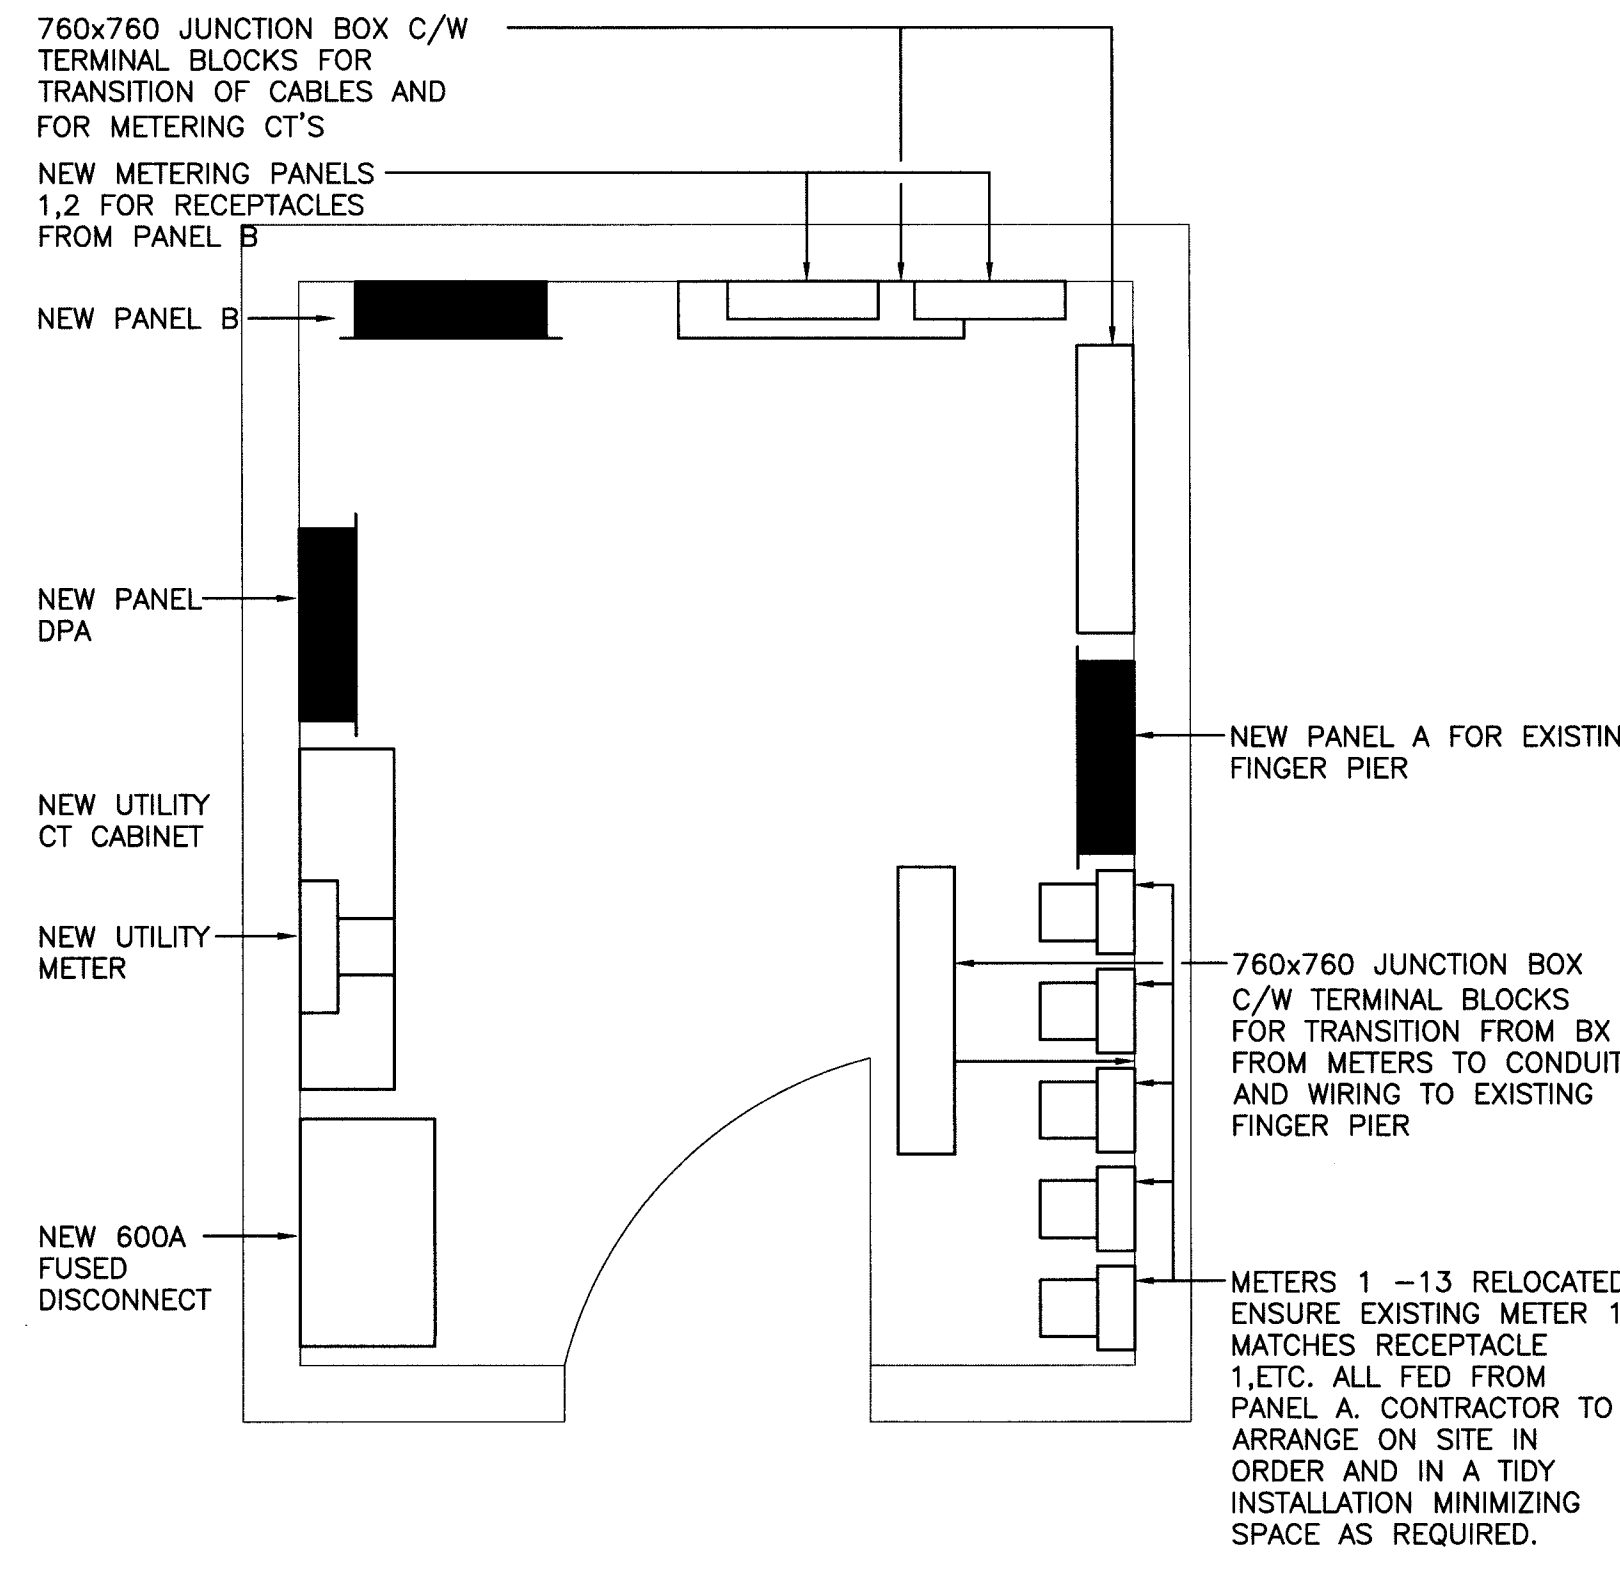 760x760 JUNCTION BOX C/W
TERMINAL BLOCKS FOR
TRANSITION OF CABLES AND
FOR METERING CT'S
NEW METERING PANELS
1,2 FOR RECEPTACLES
FROM PANEL B
NEW PANEL B
NEW PANEL
DPA
NEW UTILITY
CT CABINET
NEW UTILITY
METER
NEW 600A
FUSED
DISCONNECT
NEW PANEL A FOR EXISTIN
FINGER PIER
760x760 JUNCTION BOX
C/W TERMINAL BLOCKS
FOR TRANSITION FROM BX
FROM METERS TO CONDUIT
AND WIRING TO EXISTING
FINGER PIER
METERS 1 -13 RELOCATED
ENSURE EXISTING METER 1
MATCHES RECEPTACLE
1,ETC. ALL FED FROM
PANEL A. CONTRACTOR TO
ARRANGE ON SITE IN
ORDER AND IN A TIDY
INSTALLATION MINIMIZING
SPACE AS REQUIRED.